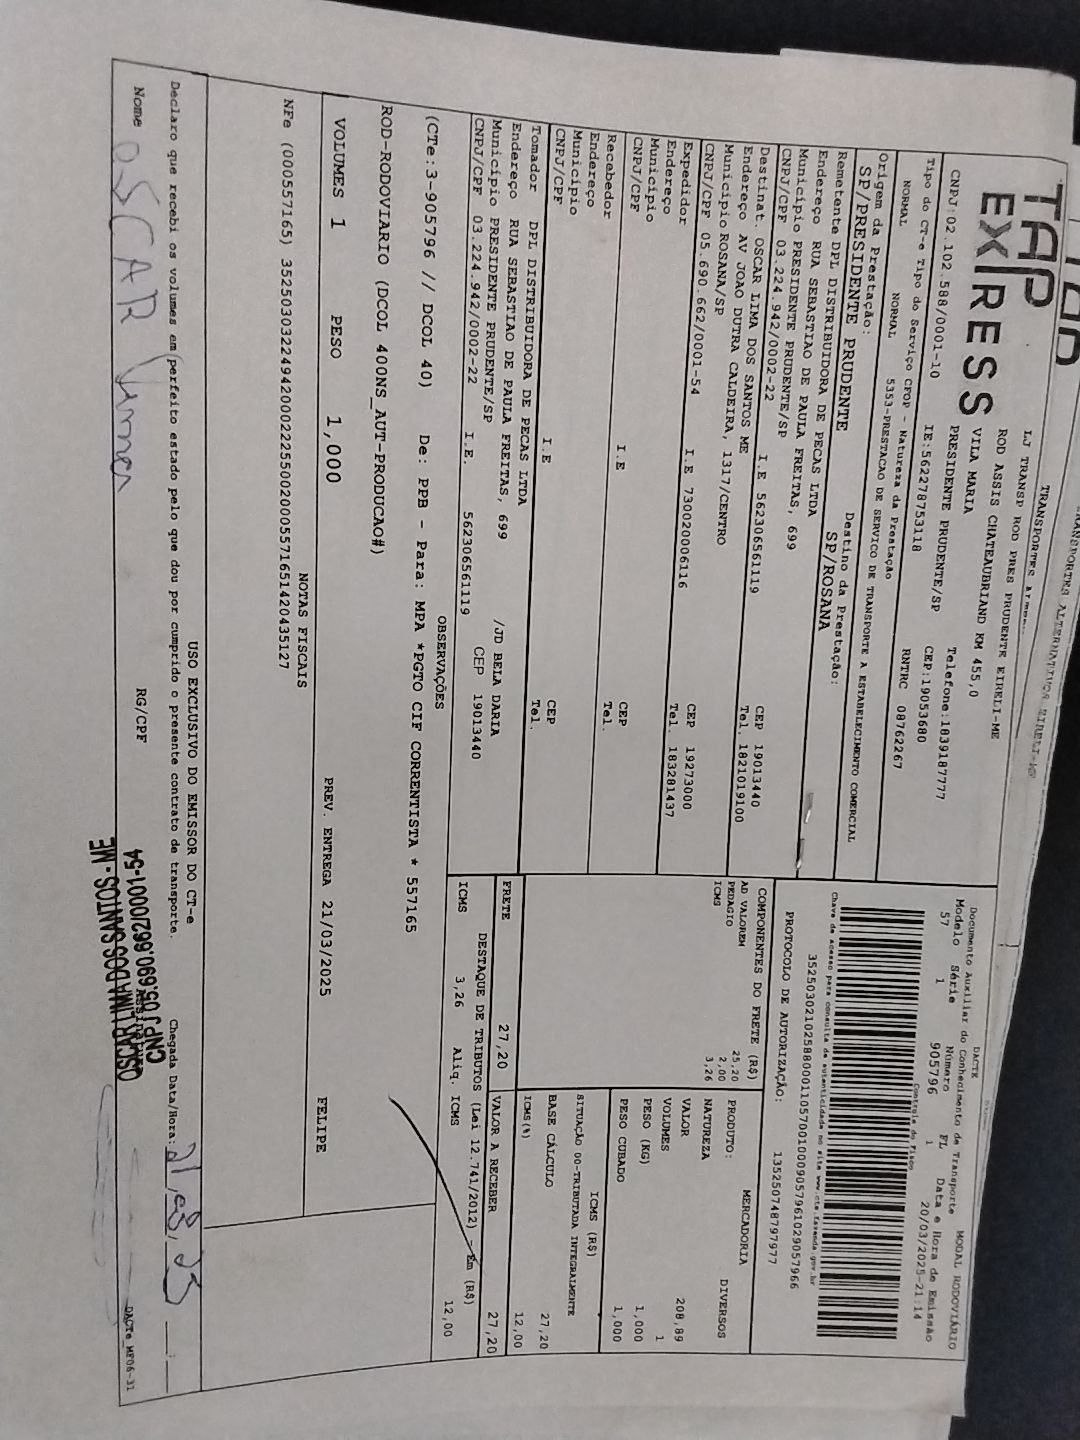 TRANSPORTES ALTERNATIVOS EIRELI-ME
TRANSPORTES
TAP
EXPRESS
LJ TRANSP ROD PRES PRUDENTE EIRELI-ME
ROD ASSIS CHATEAUBRIAND KM 455,0
VILA MARIA
PRESIDENTE PRUDENTE/SP Telefone:1839187777
CNPJ:02.102.588/0001-10 IE:562278753118 CEP:19053680
Tipo do CT-e Tipo do Serviço CFOP - Natureza da Prestação RNTRC 08762267
NORMAL NORMAL 5353-PRESTACAO DE SERVICO DE TRANSPORTE A ESTABELECIMENTO COMERCIAL
Origem da Prestação: Destino da Prestação:
SP/PRESIDENTE PRUDENTE SP/ROSANA
Remetente DPL DISTRIBUIDORA DE PECAS LTDA
Endereço RUA SEBASTIAO DE PAULA FREITAS, 699
Município PRESIDENTE PRUDENTE/SP CEP 19013440
CNPJ/CPF 03.224.942/0002-22 I.E 562306561119 Tel. 1821019100
Destinat. OSCAR LIMA DOS SANTOS ME
Endereço AV JOAO DUTRA CALDEIRA, 1317/CENTRO
Município ROSANA/SP CEP 19273000
CNPJ/CPF 05.690.662/0001-54 I.E 730020006116 Tel. 183281437
Expedidor
Endereço
Município CEP
CNPJ/CPF I.E Tel.
Recebedor
Endereço
Município CEP
CNPJ/CPF I.E Tel.
Tomador DPL DISTRIBUIDORA DE PECAS LTDA
Endereço RUA SEBASTIAO DE PAULA FREITAS, 699 /JD BELA DARIA
Município PRESIDENTE PRUDENTE/SP CEP 19013440
CNPJ/CPF 03.224.942/0002-22 I.E. 562306561119
DACTE MODAL RODOVIÁRIO
Documento Auxiliar do Conhecimento de Transporte
Modelo Série Número FL Data e Hora de Emissão
57 1 905796 1 20/03/2025-21:14
Controle do Fisco
Chave de acesso para consulta de autenticidade no site www.cte.fazenda.gov.br
35250302102588000110570010009057961029057966
PROTOCOLO DE AUTORIZAÇÃO: 135250748797977
COMPONENTES DO FRETE (R$)
AD VALOREM 25,20
PEDAGIO 2,00
ICMS 3,26
FRETE 27,20
MERCADORIA
PRODUTO: DIVERSOS
NATUREZA
VALOR 208,89
VOLUMES 1
PESO (KG) 1,000
PESO CUBADO 1,000
ICMS (R$)
SITUAÇÃO 00-TRIBUTADA INTEGRALMENTE
BASE CÁLCULO 27,20
ICMS(%) 12,00
VALOR A RECEBER 27,20
DESTAQUE DE TRIBUTOS (Lei 12.741/2012) - Em (R$)
ICMS 3,26 Aliq. ICMS 12,00
OBSERVAÇÕES
(CTe:3-905796 // DCOL 40) De: PPB - Para: MPA *PGTO CIF CORRENTISTA * 557165
ROD-RODOVIARIO (DCOL 400NS_AUT-PRODUCAO#)
VOLUMES 1 PESO 1,000 PREV. ENTREGA 21/03/2025 FELIPE
NOTAS FISCAIS
NFe (000557165) 35250303224942000222550020005571651420435127
USO EXCLUSIVO DO EMISSOR DO CT-e
Declaro que recebi os volumes em perfeito estado pelo que dou por cumprido o presente contrato de transporte. Chegada Data/Hora: 21,03,25 __:__
Nome OSCAR RG/CPF
CNPJ 05.690.662/0001-54
OSCAR LIMA DOS SANTOS - ME
DACTe_MF06-31